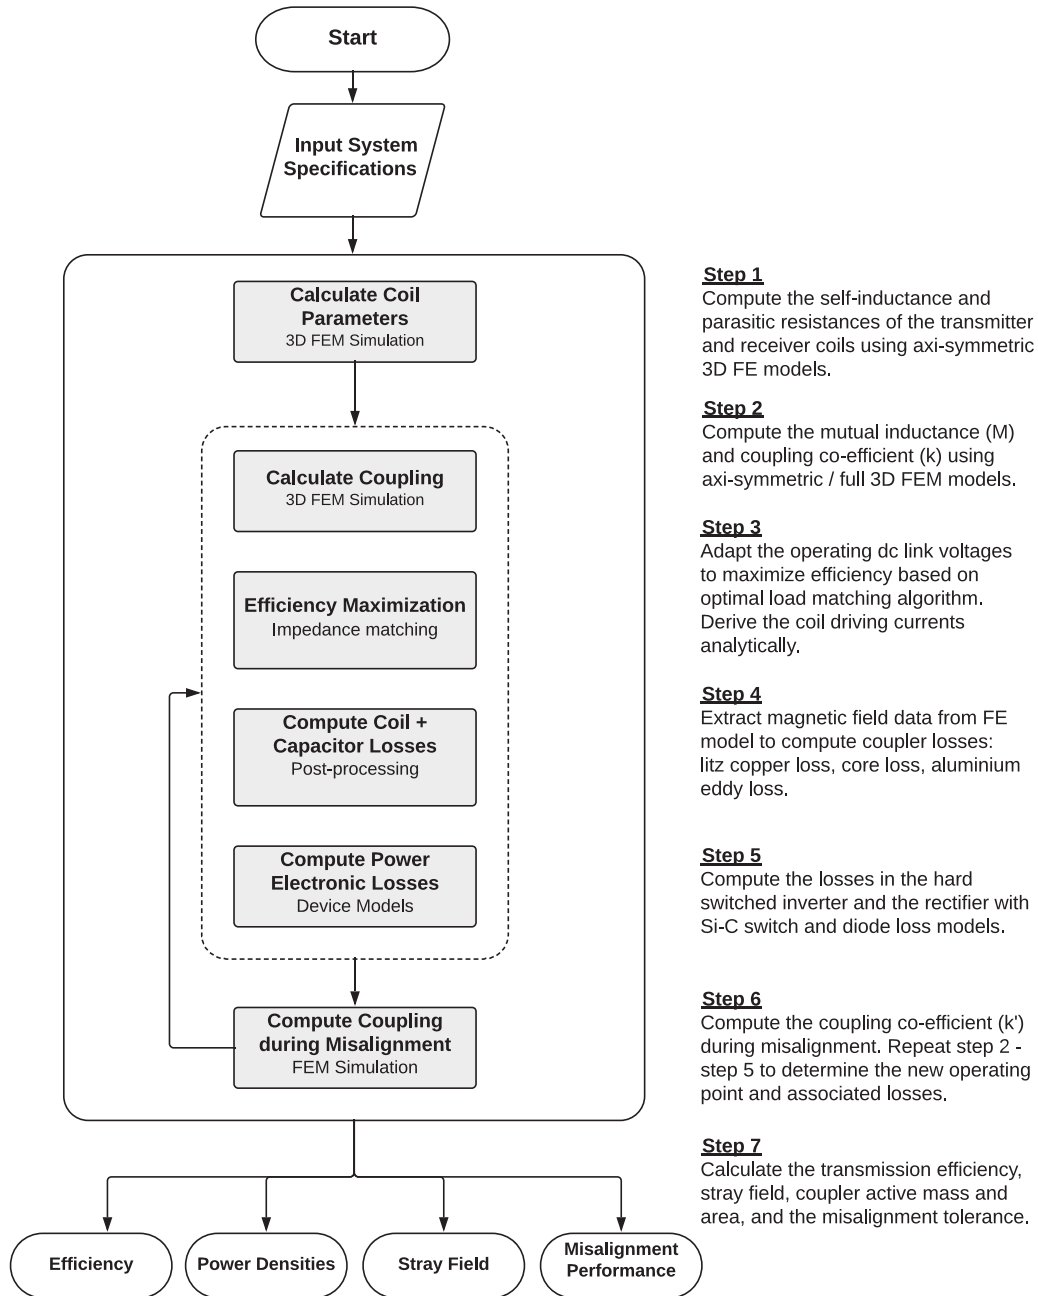 Start
Input System
Specifications
Calculate Coil
Parameters
3D FEM Simulation
Calculate Coupling
3D FEM Simulation
Efficiency Maximization
Impedance matching
Compute Coil +
Capacitor Losses
Post-processing
Compute Power
Electronic Losses
Device Models
Compute Coupling
during Misalignment
FEM Simulation
Step 1
Compute the self-inductance and
parasitic resistances of the transmitter
and receiver coils using axi-symmetric
3D FE models.
Step 2
Compute the mutual inductance (M)
and coupling co-efficient (k) using
axi-symmetric / full 3D FEM models.
Step 3
Adapt the operating dc link voltages
to maximize efficiency based on
optimal load matching algorithm.
Derive the coil driving currents
analytically.
Step 4
Extract magnetic field data from FE
model to compute coupler losses:
litz copper loss, core loss, aluminium
eddy loss.
Step 5
Compute the losses in the hard
switched inverter and the rectifier with
Si-C switch and diode loss models.
Step 6
Compute the coupling co-efficient (k')
during misalignment. Repeat step 2 -
step 5 to determine the new operating
point and associated losses.
Step 7
Calculate the transmission efficiency,
stray field, coupler active mass and
area, and the misalignment tolerance.
Efficiency
Power Densities
Stray Field
Misalignment
Performance